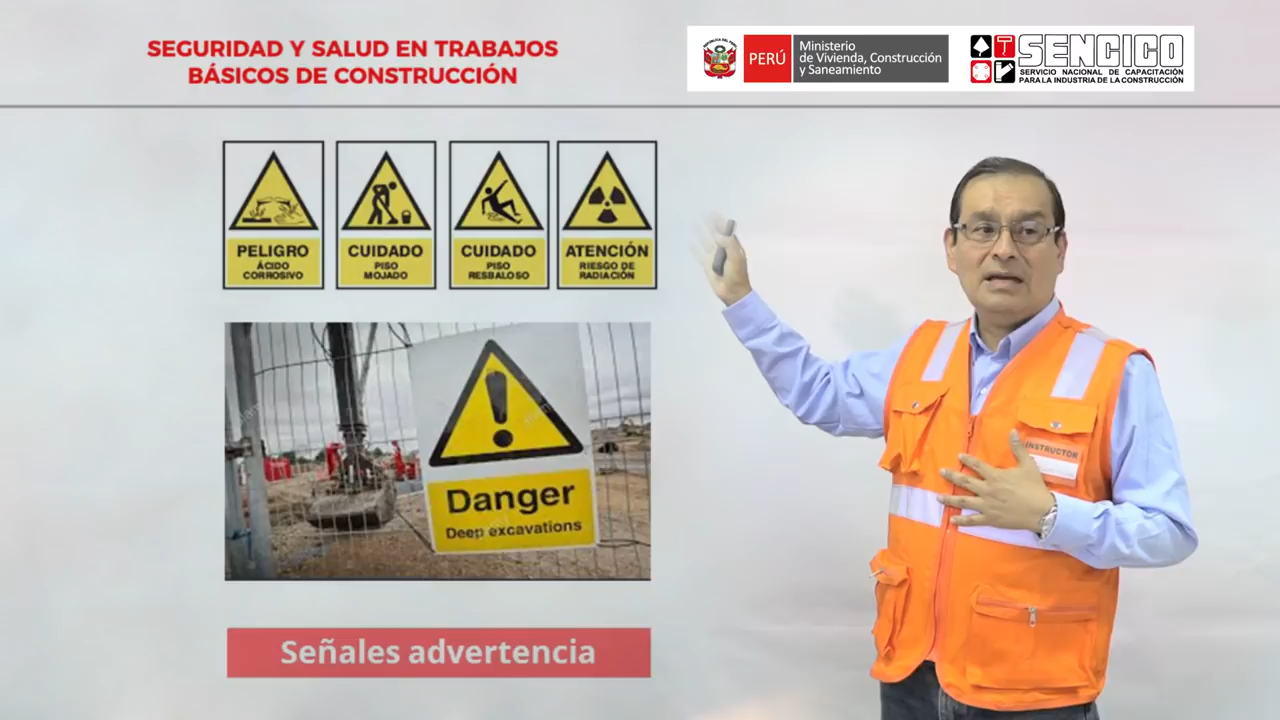 SEGURIDAD Y SALUD EN TRABAJOS
BÁSICOS DE CONSTRUCCIÓN
PERÚ
Ministerio
de Vivienda, Construcción
y Saneamiento
SENCICO
SERVICIO NACIONAL DE CAPACITACIÓN
PARA LA INDUSTRIA DE LA CONSTRUCCIÓN
PELIGRO
ÁCIDO
CORROSIVO
CUIDADO
PISO
MOJADO
CUIDADO
PISO
RESBALOSO
ATENCIÓN
RIESGO DE
RADIACIÓN
Danger
Deep excavations
INSTRUCTOR
Señales advertencia